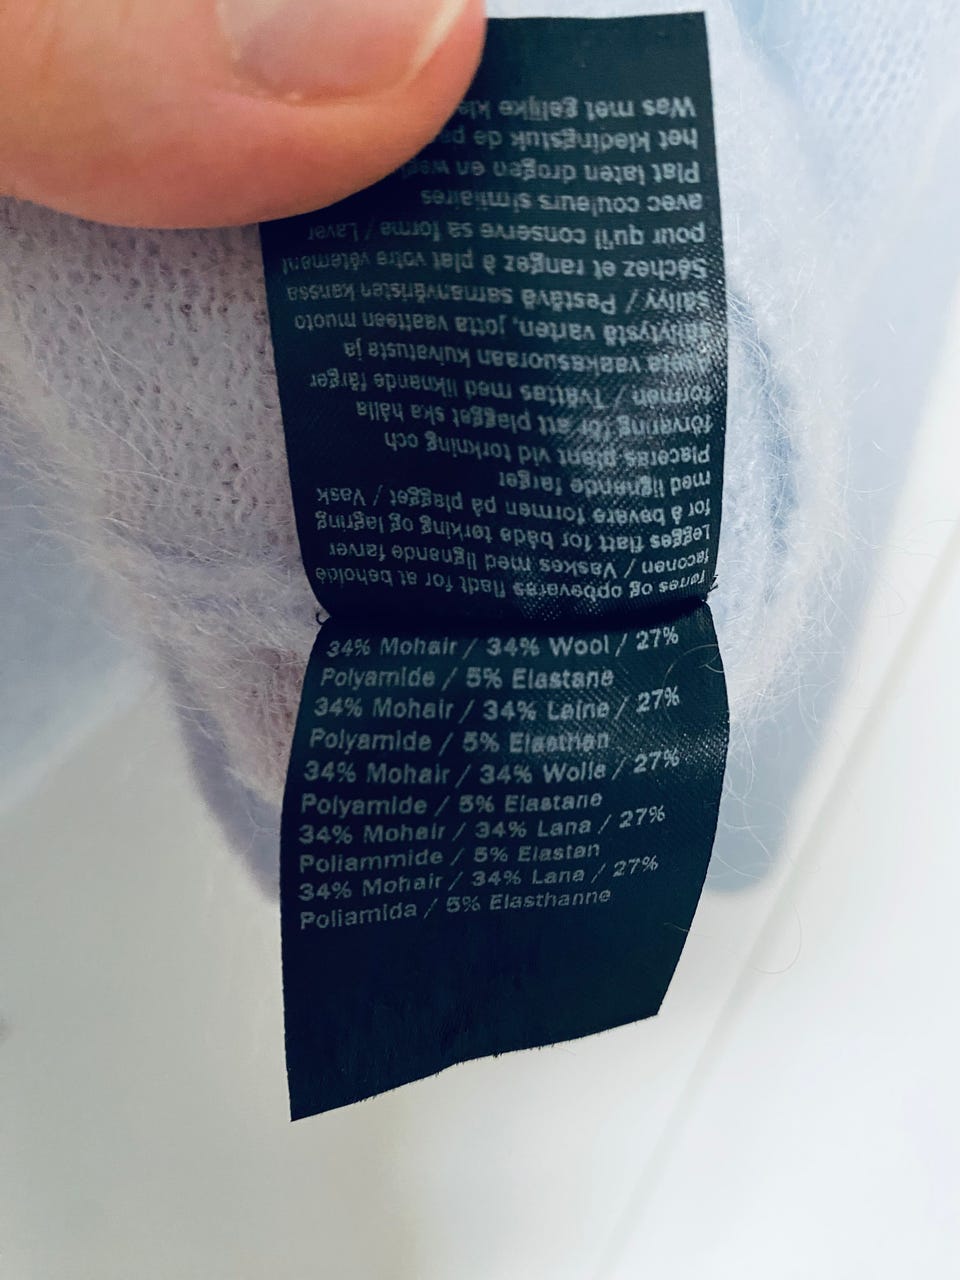 tørres og opbevares fladt for at beholde
faconen / Vaskes med lignende farver
Legges flatt for både tørking og lagring
for å bevare formen på plagget / Vask
med lignende farger
Placeras plant vid torkning och
förvaring för att plagget ska hålla
formen / Tvättas med liknande färger
Aseta vaakasuoraan kuivatusta ja
säilytystä varten, jotta vaatteen muoto
säilyy / Pestävä samanväristen kanssa
Séchez et rangez à plat votre vêtement
pour qu'il conserve sa forme / Laver
avec couleurs similaires
Plat laten drogen en
het kledingstuk de
Was met gelijke
34% Mohair / 34% Wool / 27%
Polyamide / 5% Elastane
34% Mohair / 34% Laine / 27%
Polyamide / 5% Elasthan
34% Mohair / 34% Wolle / 27%
Polyamide / 5% Elastane
34% Mohair / 34% Lana / 27%
Poliammide / 5% Elastan
34% Mohair / 34% Lana / 27%
Poliamida / 5% Elasthanne